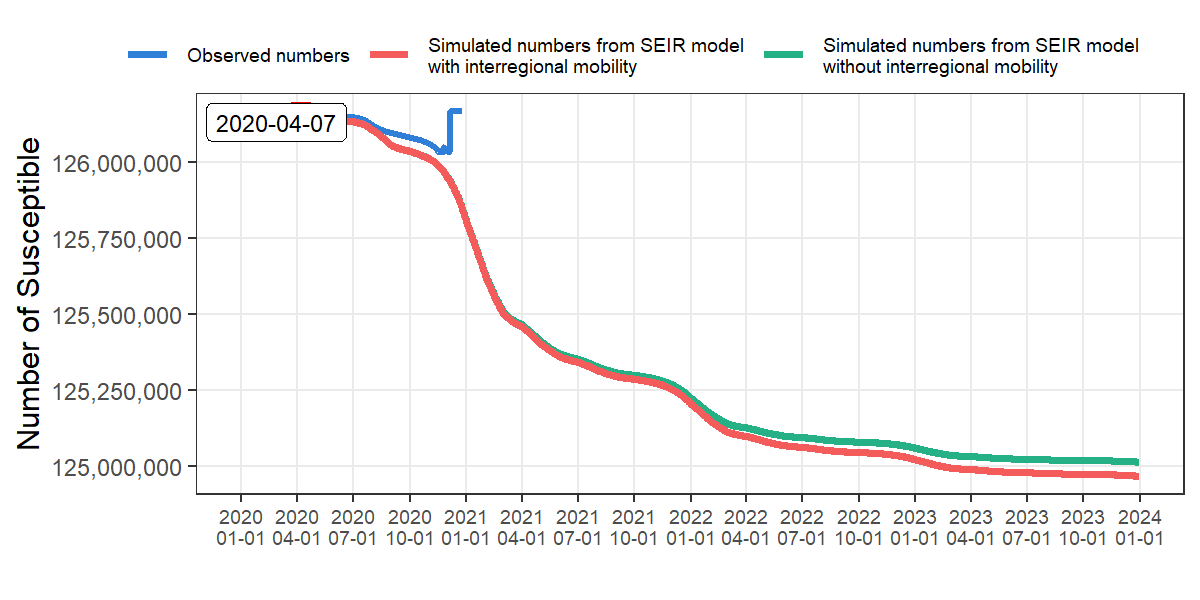 Observed numbers
Simulated numbers from SEIR model
with interregional mobility
Simulated numbers from SEIR model
without interregional mobility
2020-04-07
Number of Susceptible
126,000,000
125,750,000
125,500,000
125,250,000
125,000,000
2020 2020 2020 2020 2021 2021 2021 2021 2022 2022 2022 2022 2023 2023 2023 2023 2024
01-01 04-01 07-01 10-01 01-01 04-01 07-01 10-01 01-01 04-01 07-01 10-01 01-01 04-01 07-01 10-01 01-01